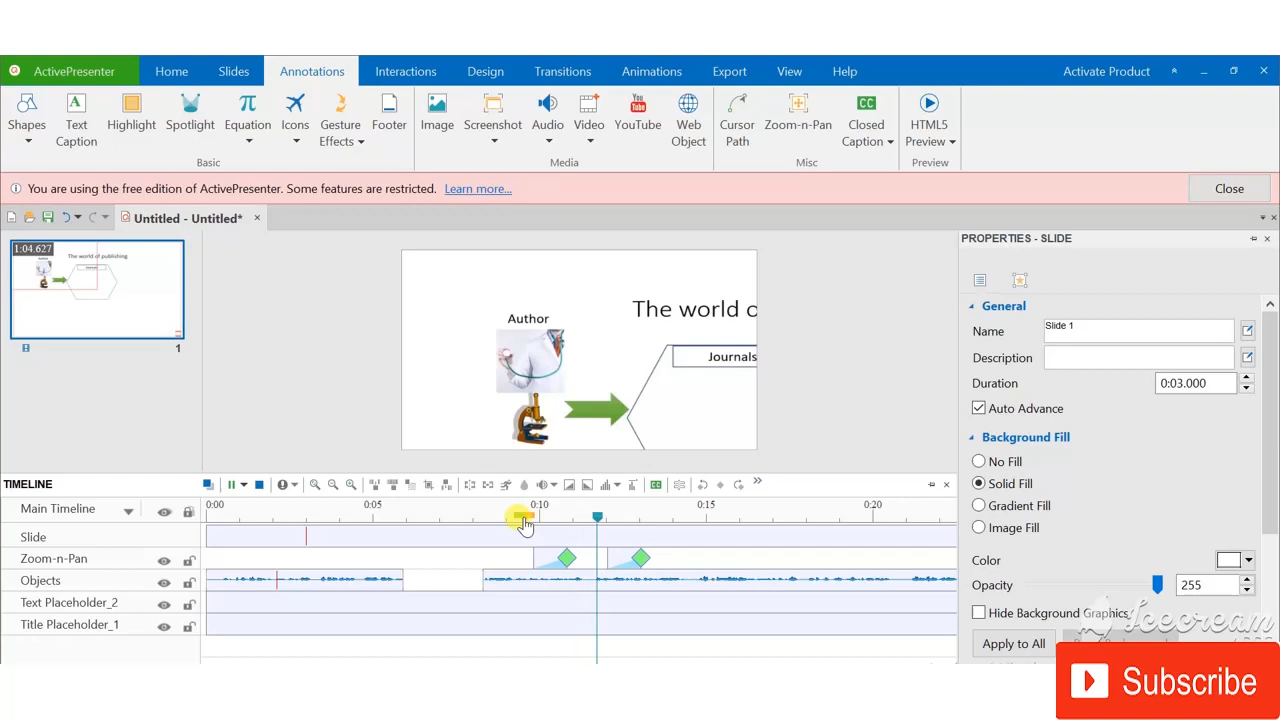 ActivePresenter
Home
Slides
Annotations
Interactions
Design
Transitions
Animations
Export
View
Help
Activate Product
Shapes
Text
Caption
Highlight
Spotlight
Equation
Icons
Gesture
Effects
Footer
Basic
Image
Screenshot
Audio
Video
YouTube
Web
Object
Media
Cursor
Path
Zoom-n-Pan
Closed
Caption
Misc
HTML5
Preview
Preview
You are using the free edition of ActivePresenter. Some features are restricted. Learn more...
Close
Untitled - Untitled*
1:04.627
The world of publishing
1
Author
The world o
Journals
PROPERTIES - SLIDE
General
Name Slide 1
Description
Duration 0:03.000
Auto Advance
Background Fill
No Fill
Solid Fill
Gradient Fill
Image Fill
Color
Opacity 255
Hide Background Graphics
Apply to All
TIMELINE
Main Timeline
0:00 0:05 0:10 0:15 0:20
Slide
Zoom-n-Pan
Objects
Text Placeholder_2
Title Placeholder_1
Icecream
Subscribe